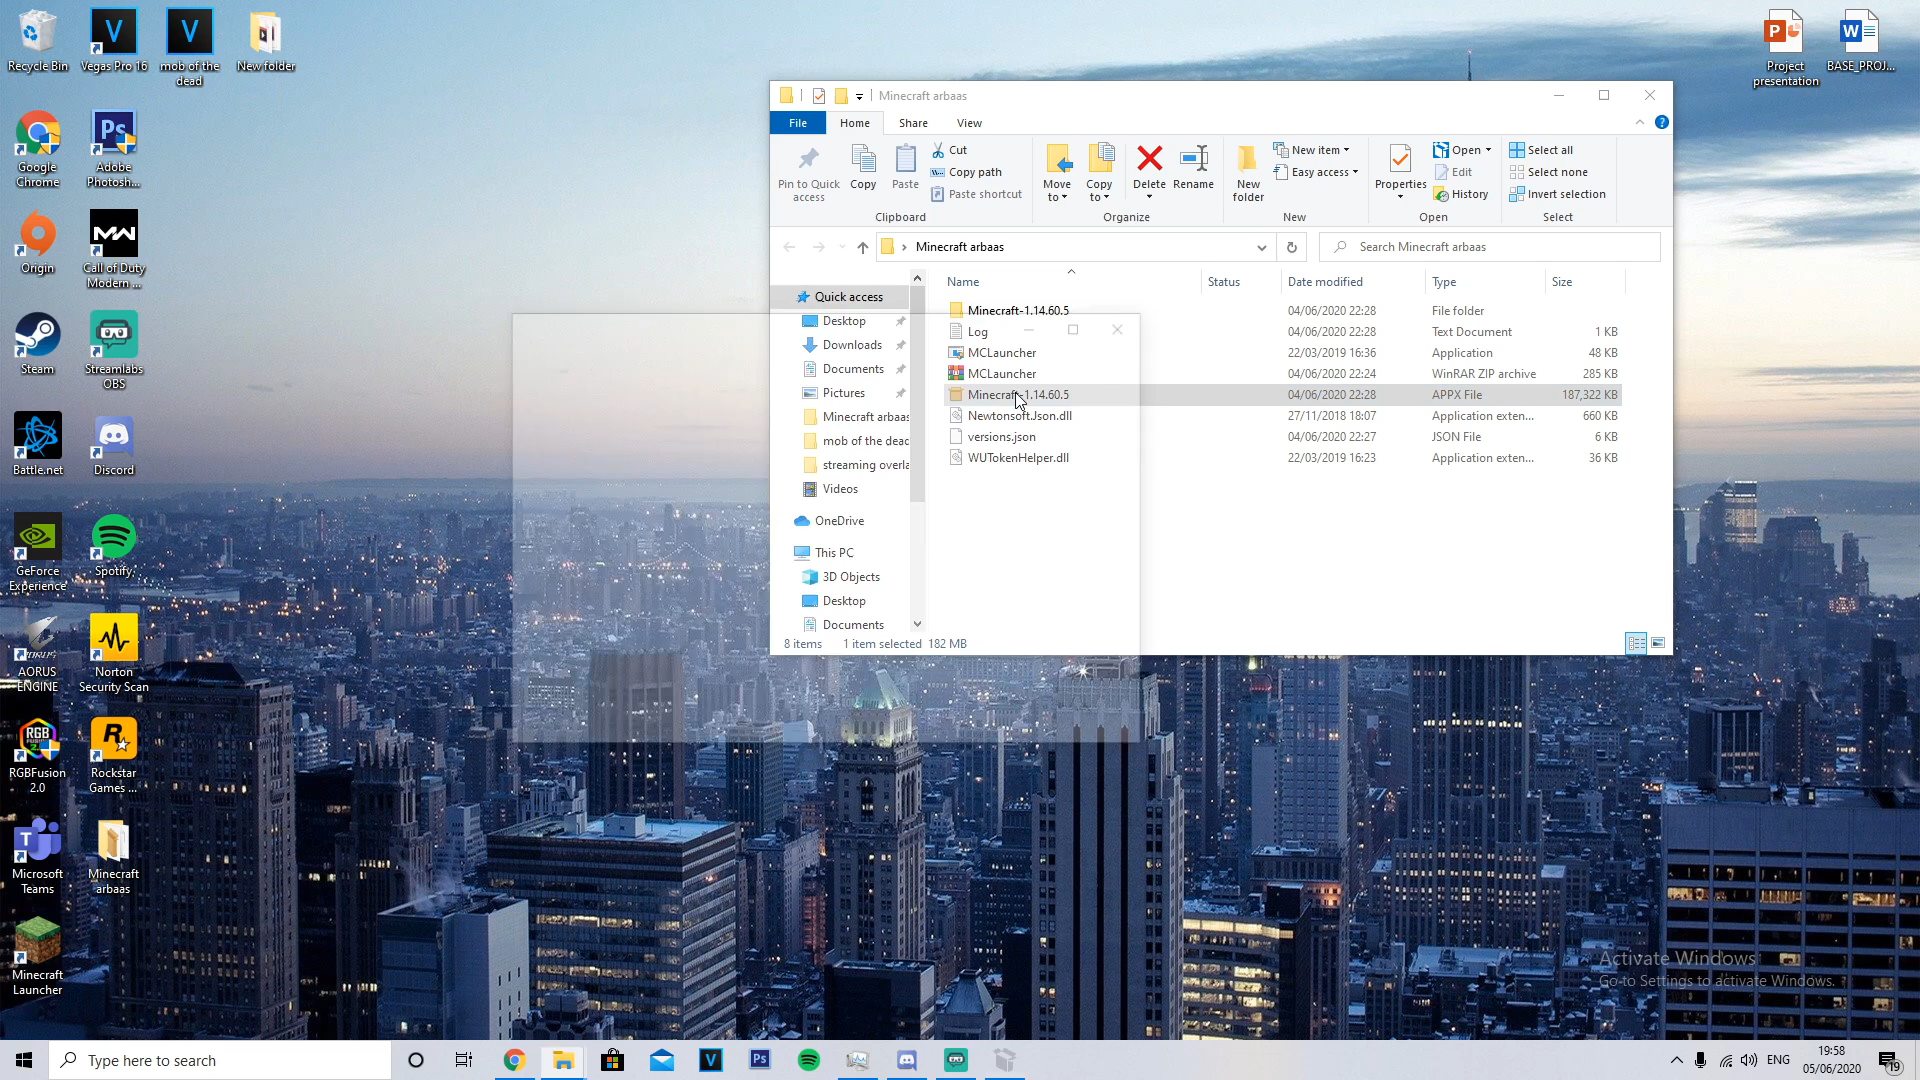 Recycle Bin
Vegas Pro 16
mob of the
dead
New folder
Google
Chrome
Adobe
Photosh...
Origin
Call of Duty
Modern ...
Steam
Streamlabs
OBS
Battle.net
Discord
GeForce
Experience
Spotify
AORUS
ENGINE
Norton
Security Scan
RGBFusion
2.0
Rockstar
Games ...
Microsoft
Teams
Minecraft
arbaas
Minecraft
Launcher
Project
presentation
BASE_PROJ...
Minecraft arbaas
File
Home
Share
View
Pin to Quick
access
Copy
Paste
Cut
Copy path
Paste shortcut
Clipboard
Move
to
Copy
to
Delete
Rename
Organize
New
folder
New item
Easy access
New
Properties
Open
Edit
History
Open
Select all
Select none
Invert selection
Select
Minecraft arbaas
Search Minecraft arbaas
Quick access
Desktop
Downloads
Documents
Pictures
Minecraft arbaas
mob of the dead
streaming overla
Videos
OneDrive
This PC
3D Objects
Desktop
Documents
Name Status Date modified Type Size
Minecraft-1.14.60.5 04/06/2020 22:28 File folder
Log 04/06/2020 22:28 Text Document 1 KB
MCLauncher 22/03/2019 16:36 Application 48 KB
MCLauncher 04/06/2020 22:24 WinRAR ZIP archive 285 KB
Minecraft-1.14.60.5 04/06/2020 22:28 APPX File 187,322 KB
Newtonsoft.Json.dll 27/11/2018 18:07 Application exten... 660 KB
versions.json 04/06/2020 22:27 JSON File 6 KB
WUTokenHelper.dll 22/03/2019 16:23 Application exten... 36 KB
8 items 1 item selected 182 MB
Activate Windows
Go to Settings to activate Windows.
Type here to search
ENG
19:58
05/06/2020
19